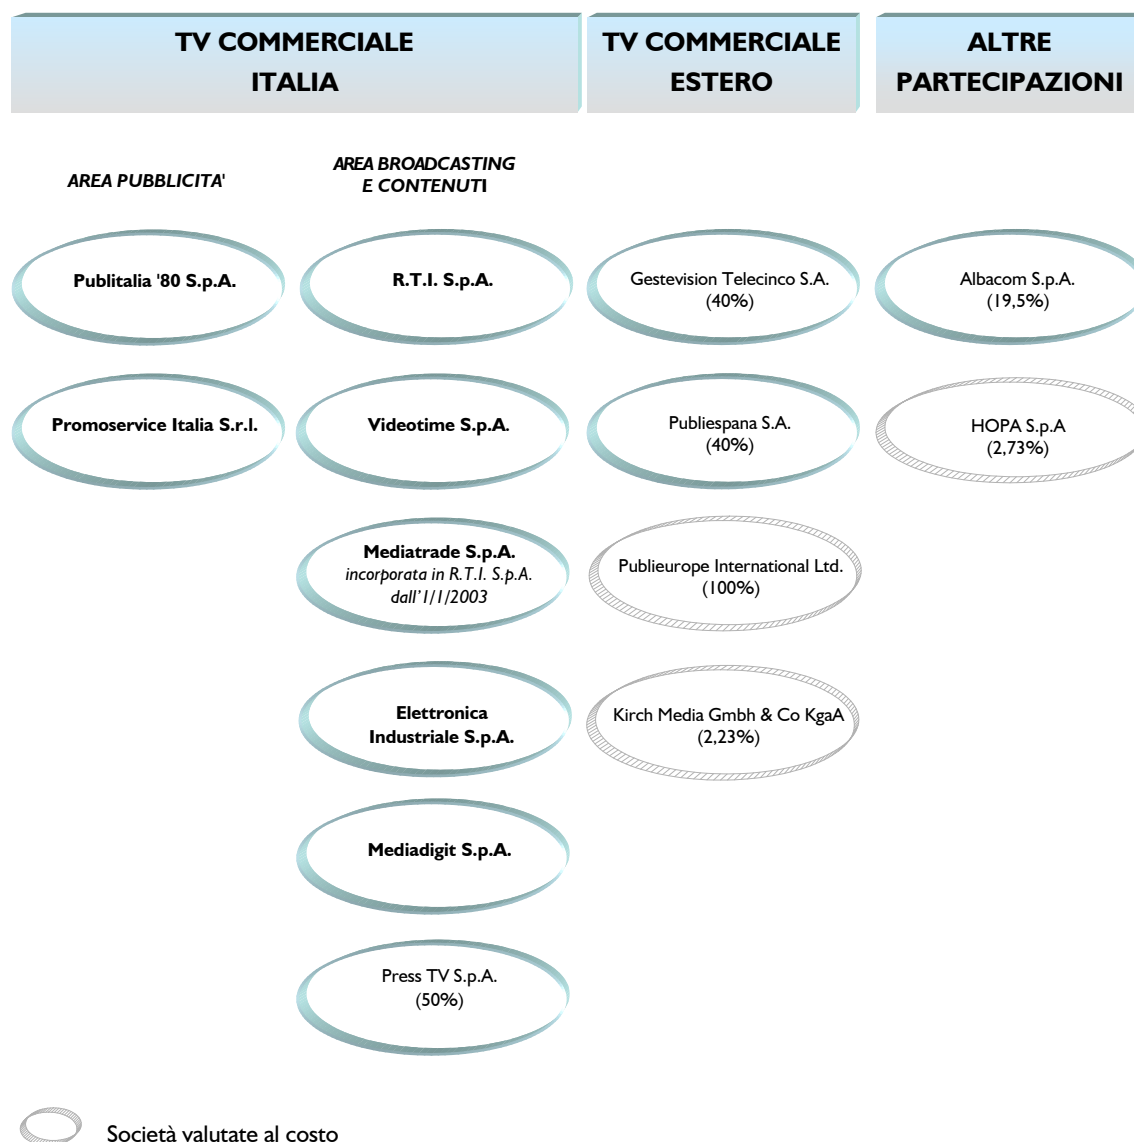 TV COMMERCIALE
ITALIA
TV COMMERCIALE
ESTERO
ALTRE
PARTECIPAZIONI
AREA PUBBLICITA'
AREA BROADCASTING
E CONTENUTI
Publitalia '80 S.p.A.
R.T.I. S.p.A.
Gestevision Telecinco S.A.
(40%)
Albacom S.p.A.
(19,5%)
Promoservice Italia S.r.l.
Videotime S.p.A.
Publiespana S.A.
(40%)
HOPA S.p.A
(2,73%)
Mediatrade S.p.A.
incorporata in R.T.I. S.p.A.
dall'1/1/2003
Publieurope International Ltd.
(100%)
Elettronica
Industriale S.p.A.
Kirch Media Gmbh & Co KgaA
(2,23%)
Mediadigit S.p.A.
Press TV S.p.A.
(50%)
Società valutate al costo